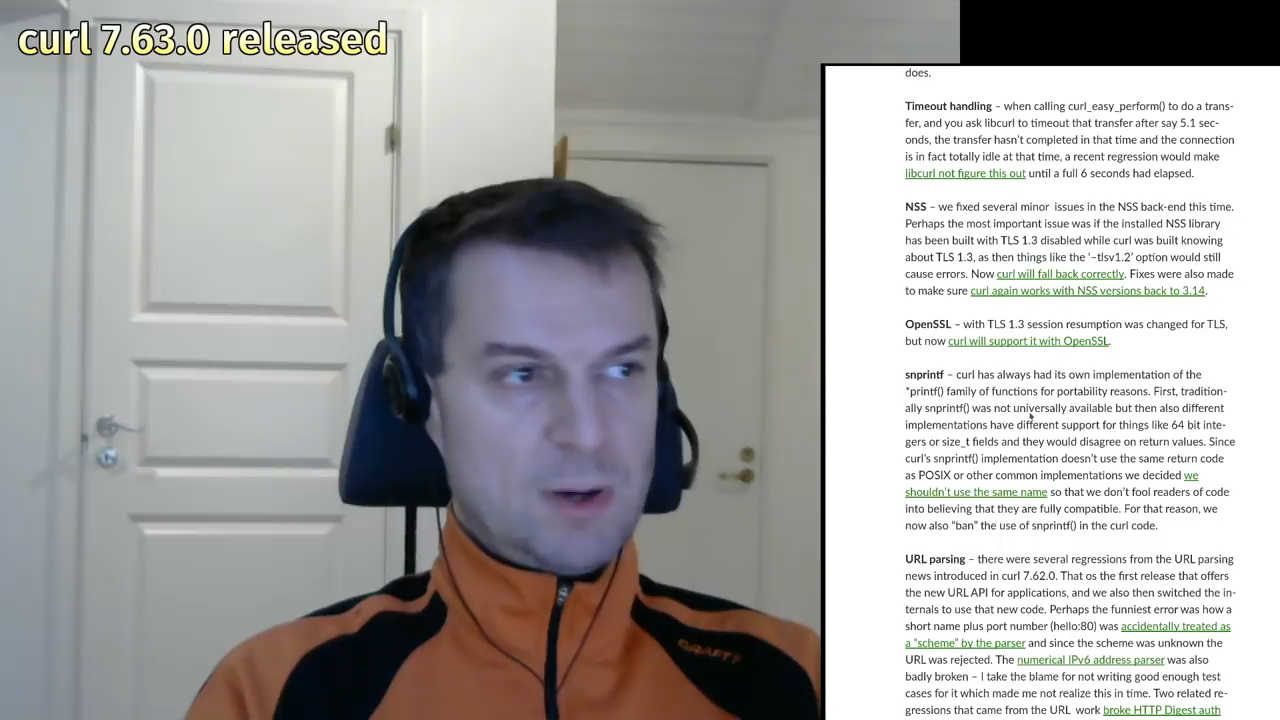 curl 7.63.0 released
does.
Timeout handling – when calling curl_easy_perform() to do a trans-
fer, and you ask libcurl to timeout that transfer after say 5.1 sec-
onds, the transfer hasn't completed in that time and the connection
is in fact totally idle at that time, a recent regression would make
libcurl not figure this out until a full 6 seconds had elapsed.
NSS – we fixed several minor issues in the NSS back-end this time.
Perhaps the most important issue was if the installed NSS library
has been built with TLS 1.3 disabled while curl was built knowing
about TLS 1.3, as then things like the '–tlsv1.2' option would still
cause errors. Now curl will fall back correctly. Fixes were also made
to make sure curl again works with NSS versions back to 3.14.
OpenSSL – with TLS 1.3 session resumption was changed for TLS,
but now curl will support it with OpenSSL.
snprintf – curl has always had its own implementation of the
*printf() family of functions for portability reasons. First, tradition-
ally snprintf() was not universally available but then also different
implementations have different support for things like 64 bit inte-
gers or size_t fields and they would disagree on return values. Since
curl's snprintf() implementation doesn't use the same return code
as POSIX or other common implementations we decided we
shouldn't use the same name so that we don't fool readers of code
into believing that they are fully compatible. For that reason, we
now also "ban" the use of snprintf() in the curl code.
URL parsing – there were several regressions from the URL parsing
news introduced in curl 7.62.0. That os the first release that offers
the new URL API for applications, and we also then switched the in-
ternals to use that new code. Perhaps the funniest error was how a
short name plus port number (hello:80) was accidentally treated as
a "scheme" by the parser and since the scheme was unknown the
URL was rejected. The numerical IPv6 address parser was also
badly broken – I take the blame for not writing good enough test
cases for it which made me not realize this in time. Two related re-
gressions that came from the URL work broke HTTP Digest auth
CRAFT